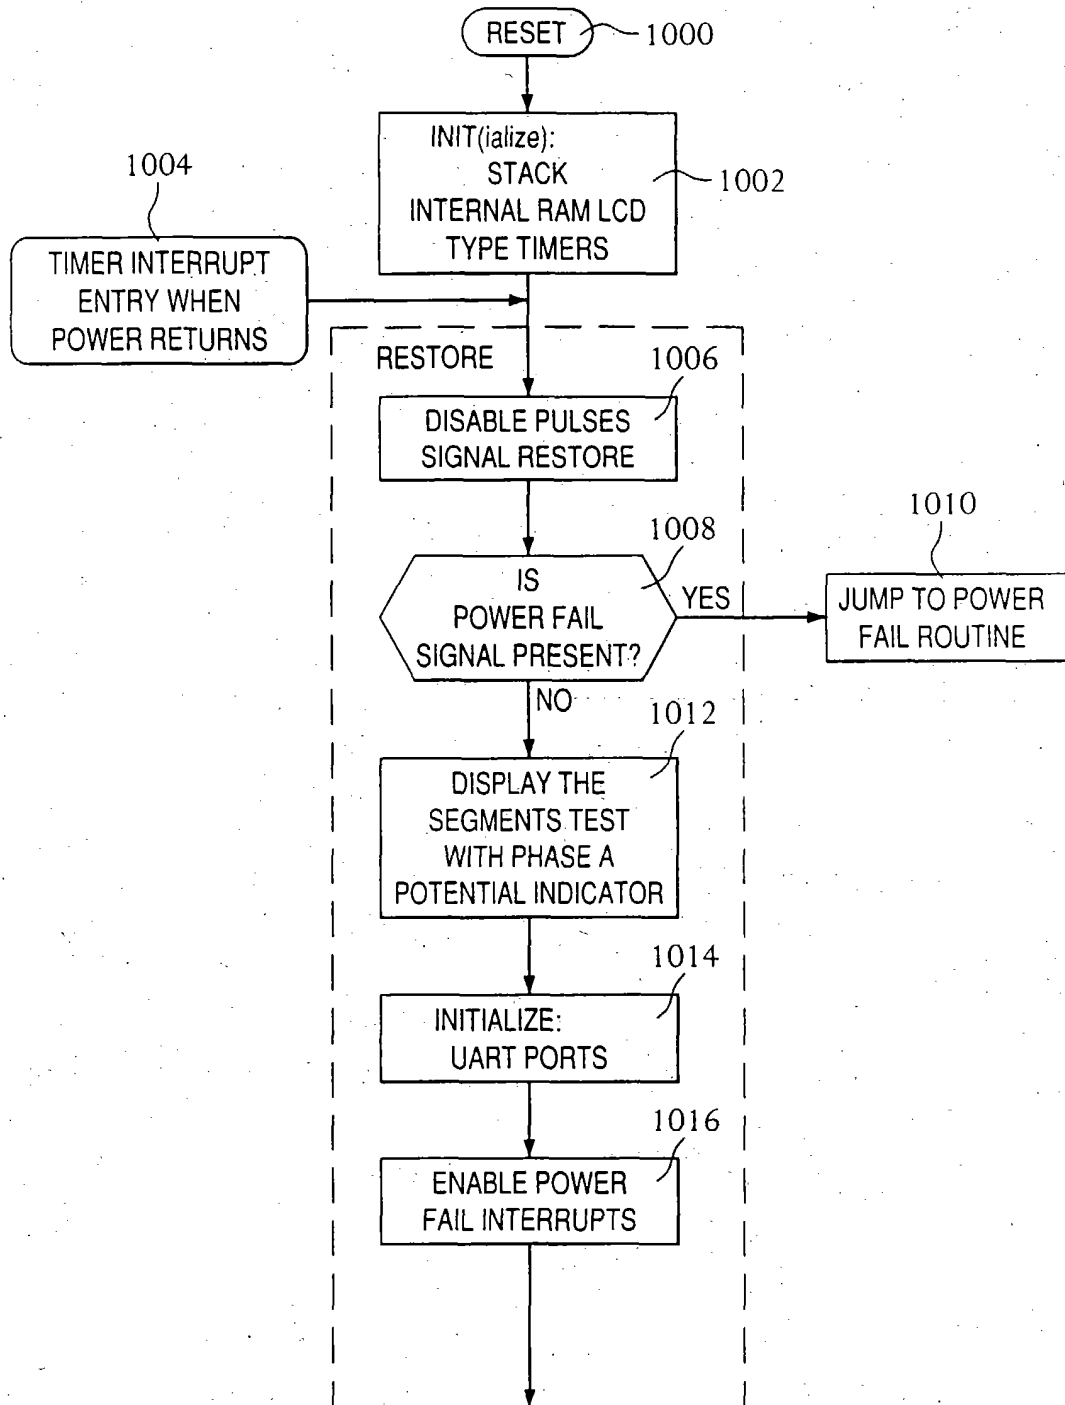 RESET
1000
INIT(ialize):
STACK
INTERNAL RAM LCD
TYPE TIMERS
1002
1004
TIMER INTERRUPT
ENTRY WHEN
POWER RETURNS
RESTORE
1006
DISABLE PULSES
SIGNAL RESTORE
1008
IS
POWER FAIL
SIGNAL PRESENT?
YES
NO
1010
JUMP TO POWER
FAIL ROUTINE
1012
DISPLAY THE
SEGMENTS TEST
WITH PHASE A
POTENTIAL INDICATOR
1014
INITIALIZE:
UART PORTS
1016
ENABLE POWER
FAIL INTERRUPTS